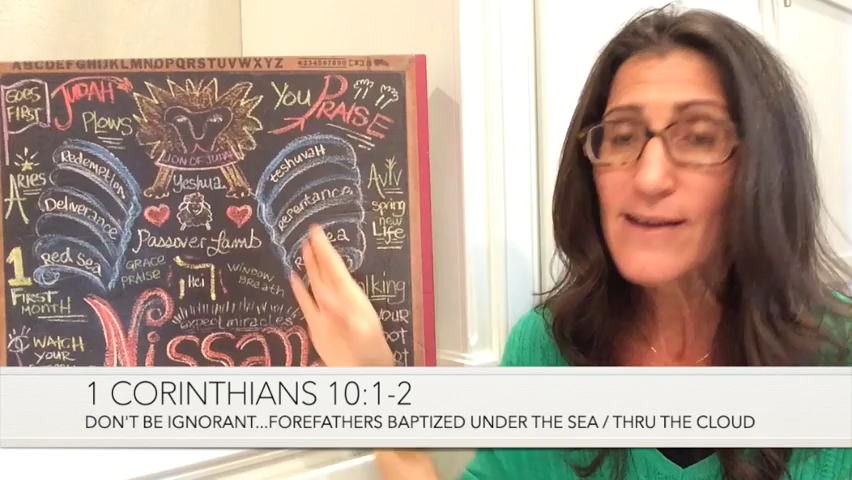 ABCDEFGHIJKLMNOPQRSTUVWXYZ
GOES
FIRST
JUDAH
PLOWS
YOU
PRAISE
LION OF JUDAH
Aries
Redemption
Deliverance
Red Sea
Yeshua
Passover Lamb
teshuvah
Repentance
AViV
spring
new
Life
1
FIRST
MONTH
GRACE
PRAISE
Hei
WINDOW
BREATH
expect miracles
Nissan
WATCH
YOUR
1 CORINTHIANS 10:1-2
DON'T BE IGNORANT...FOREFATHERS BAPTIZED UNDER THE SEA / THRU THE CLOUD